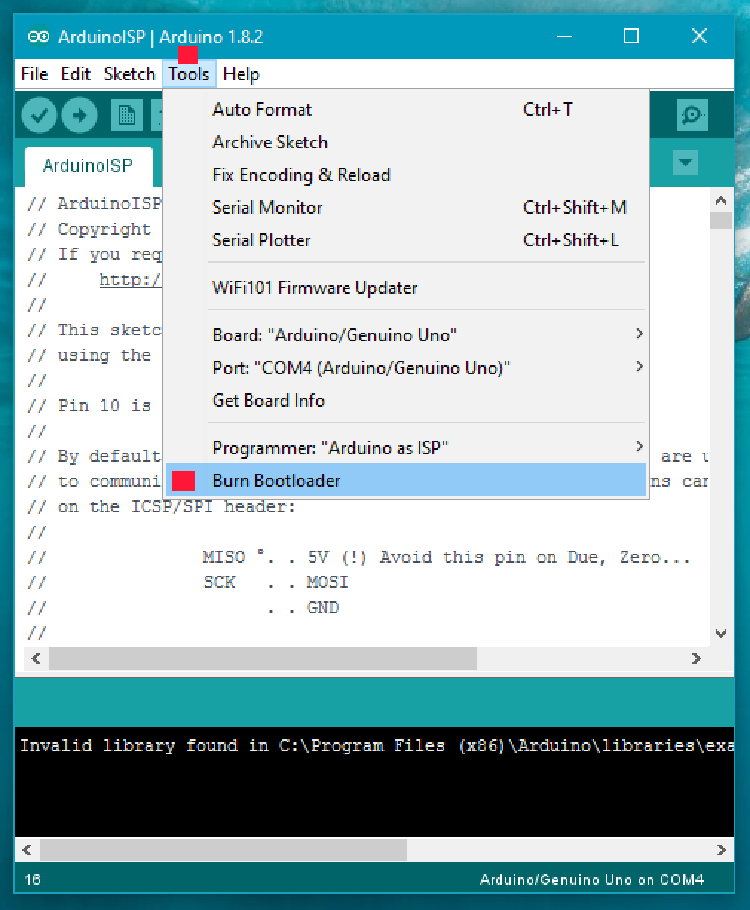 ArduinoISP | Arduino 1.8.2
File Edit Sketch Tools Help
Auto Format Ctrl+T
Archive Sketch
Fix Encoding & Reload
Serial Monitor Ctrl+Shift+M
Serial Plotter Ctrl+Shift+L
WiFi101 Firmware Updater
Board: "Arduino/Genuino Uno"
Port: "COM4 (Arduino/Genuino Uno)"
Get Board Info
Programmer: "Arduino as ISP"
Burn Bootloader
ArduinoISP
// ArduinoISP
// Copyright
// If you req
// http:/
//
// This sketc
// using the
//
// Pin 10 is
//
// By default are u
// to communi ns can
// on the ICSP/SPI header:
//
// MISO °. . 5V (!) Avoid this pin on Due, Zero...
// SCK . . MOSI
// . . GND
//
Invalid library found in C:\Program Files (x86)\Arduino\libraries\exa
16 Arduino/Genuino Uno on COM4